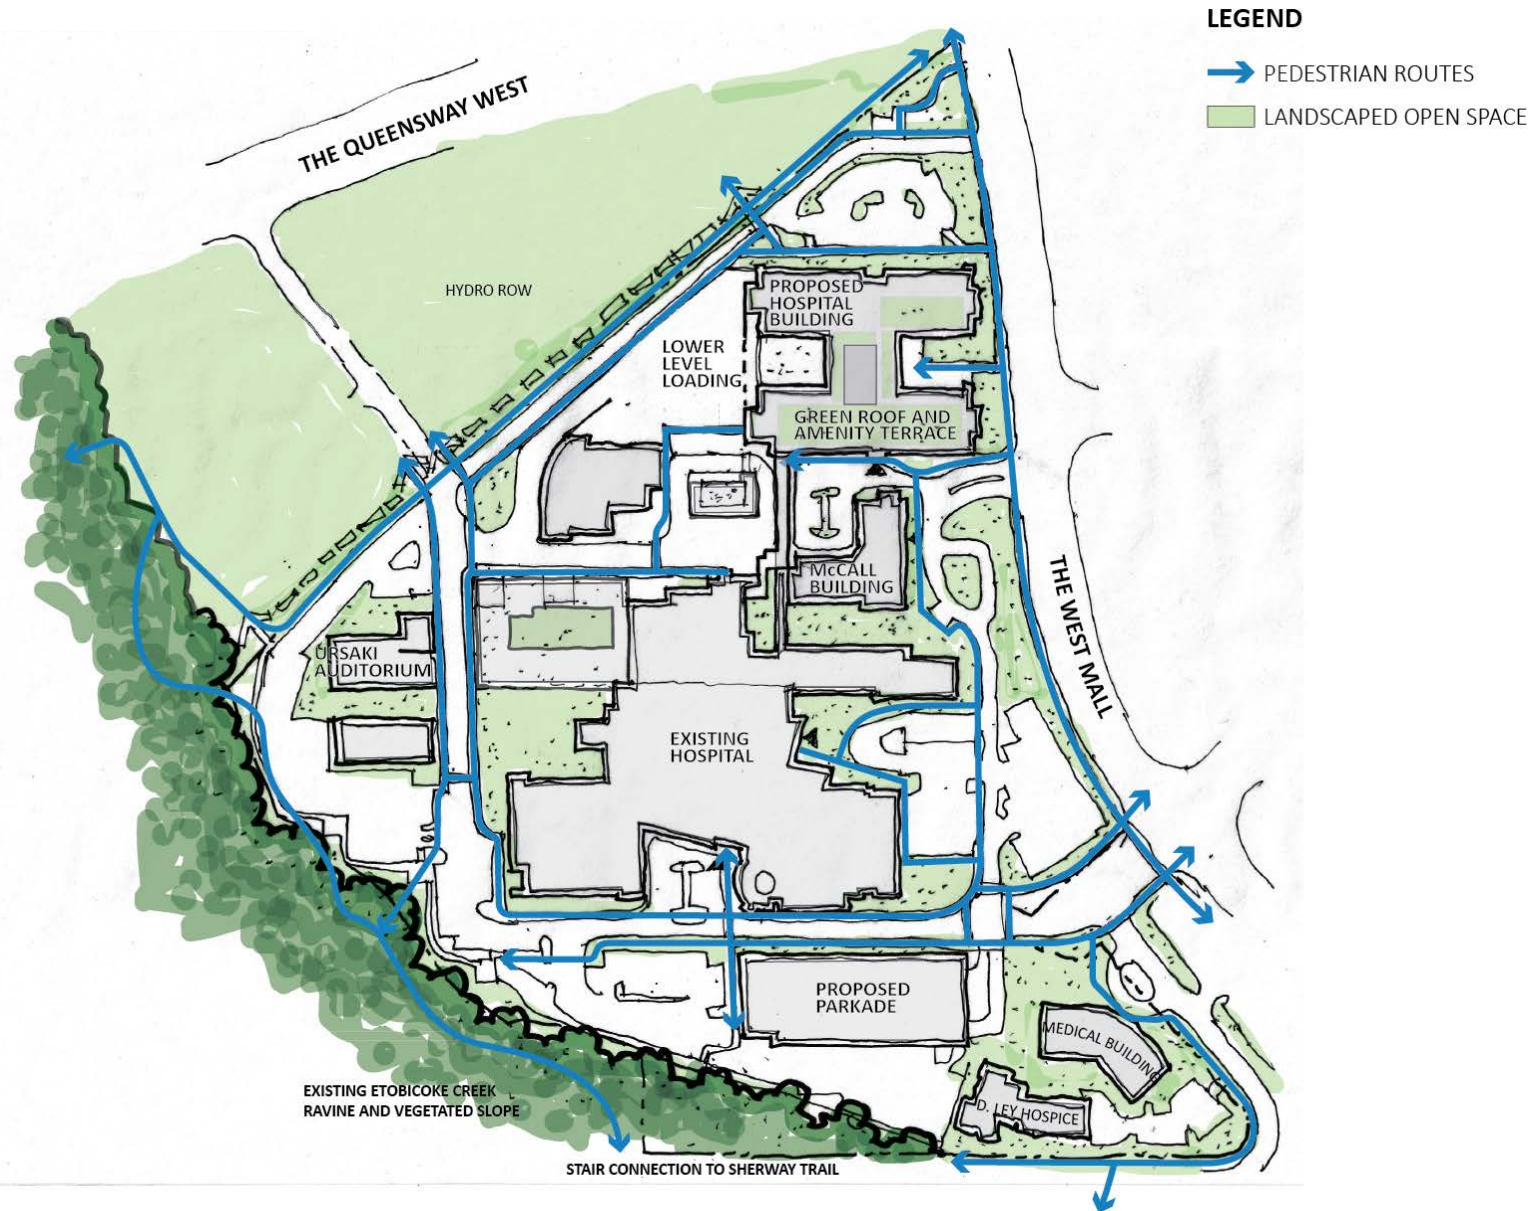 LEGEND
PEDESTRIAN ROUTES
LANDSCAPED OPEN SPACE
THE QUEENSWAY WEST
HYDRO ROW
PROPOSED
HOSPITAL
BUILDING
LOWER
LEVEL
LOADING
GREEN ROOF AND
AMENITY TERRACE
McCALL
BUILDING
THE WEST MALL
URSAKI
AUDITORIUM
EXISTING
HOSPITAL
PROPOSED
PARKADE
MEDICAL BUILDING
D. LEY HOSPICE
EXISTING ETOBICOKE CREEK
RAVINE AND VEGETATED SLOPE
STAIR CONNECTION TO SHERWAY TRAIL